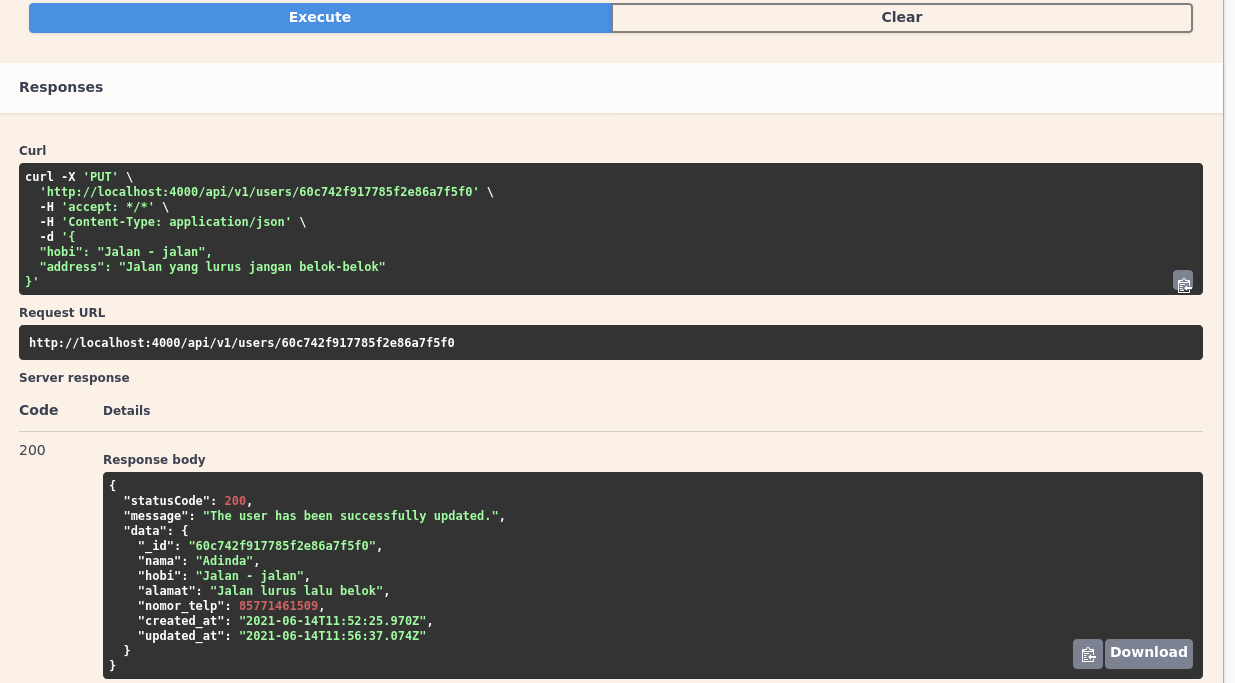 Execute
Clear
Responses
Curl
curl -X 'PUT' \
  'http://localhost:4000/api/v1/users/60c742f917785f2e86a7f5f0' \
  -H 'accept: */*' \
  -H 'Content-Type: application/json' \
  -d '{
  "hobi": "Jalan - jalan",
  "address": "Jalan yang lurus jangan belok-belok"
}'
Request URL
http://localhost:4000/api/v1/users/60c742f917785f2e86a7f5f0
Server response
Code Details
200
Response body
{
  "statusCode": 200,
  "message": "The user has been successfully updated.",
  "data": {
    "_id": "60c742f917785f2e86a7f5f0",
    "nama": "Adinda",
    "hobi": "Jalan - jalan",
    "alamat": "Jalan lurus lalu belok",
    "nomor_telp": 85771461509,
    "created_at": "2021-06-14T11:52:25.970Z",
    "updated_at": "2021-06-14T11:56:37.074Z"
  }
}
Download